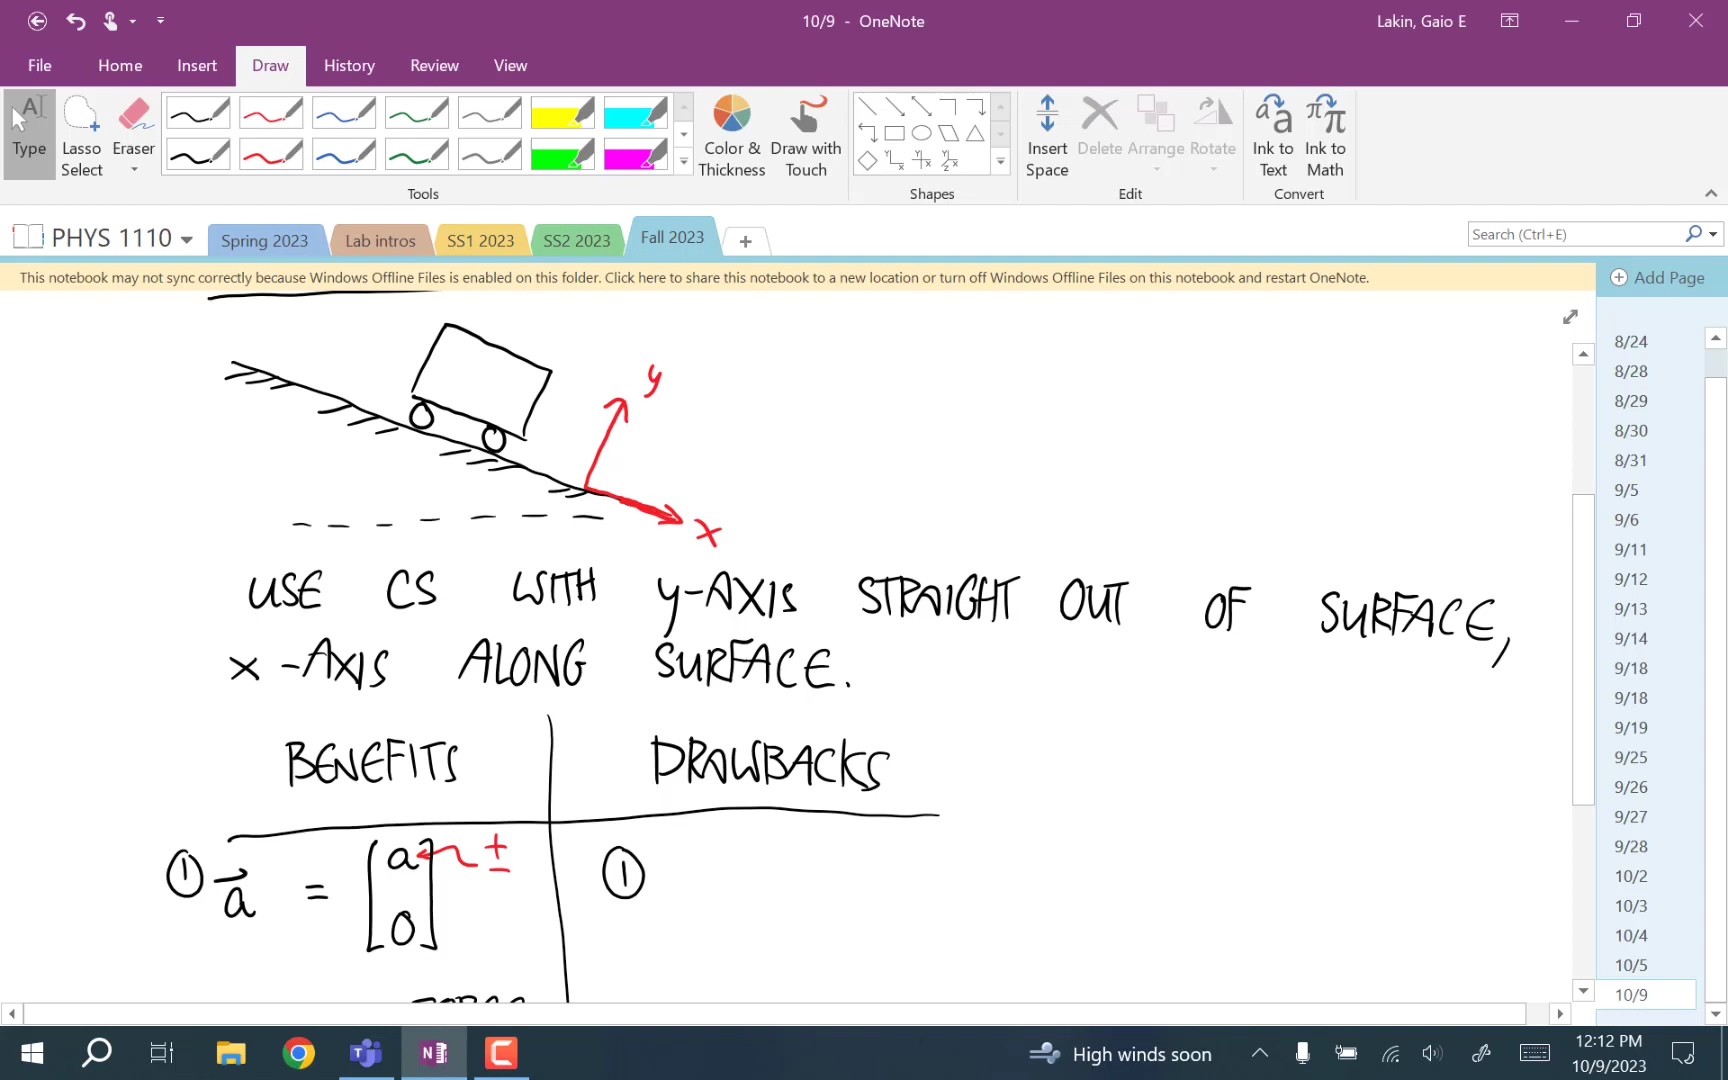 10/9 - OneNote
Lakin, Gaio E
File Home Insert Draw History Review View
Type
Lasso Select
Eraser
Color & Thickness
Draw with Touch
Insert Space
Delete
Arrange
Rotate
Ink to Text
Ink to Math
Tools
Shapes
Edit
Convert
PHYS 1110
Spring 2023
Lab intros
SS1 2023
SS2 2023
Fall 2023
Search (Ctrl+E)
This notebook may not sync correctly because Windows Offline Files is enabled on this folder. Click here to share this notebook to a new location or turn off Windows Offline Files on this notebook and restart OneNote.
Add Page
8/24
8/28
8/29
8/30
8/31
9/5
9/6
9/11
9/12
9/13
9/14
9/18
9/18
9/19
9/25
9/26
9/27
9/28
10/2
10/3
10/4
10/5
10/9
y
x
USE CS WITH y-AXIS STRAIGHT OUT OF SURFACE,
x-AXIS ALONG SURFACE.
BENEFITS DRAWBACKS
① a⃗ = [a ±
0]
①
High winds soon
12:12 PM
10/9/2023